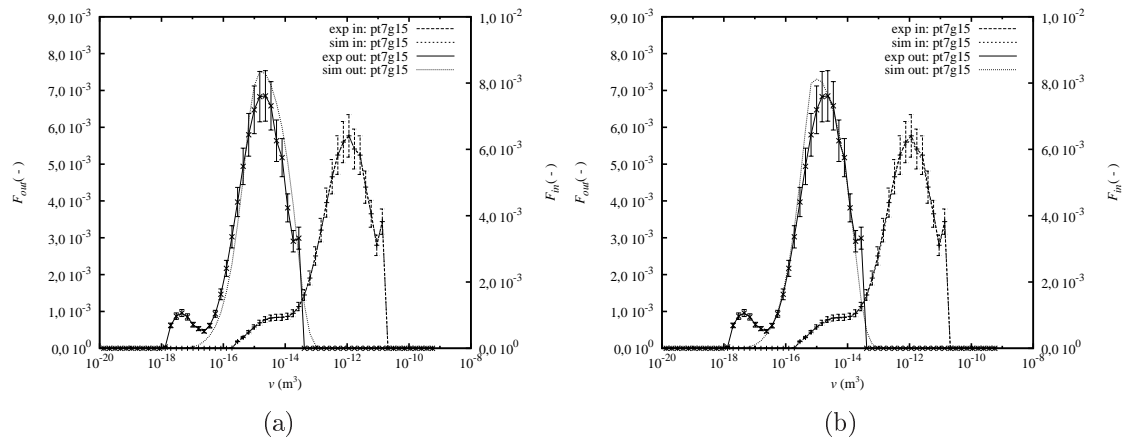 9,0 10⁻³
8,0 10⁻³
7,0 10⁻³
6,0 10⁻³
5,0 10⁻³
4,0 10⁻³
3,0 10⁻³
2,0 10⁻³
1,0 10⁻³
0,0 10⁰
F_out(-)
exp in: pt7g15
sim in: pt7g15
exp out: pt7g15
sim out: pt7g15
1,0 10⁻²
8,0 10⁻³
6,0 10⁻³
4,0 10⁻³
2,0 10⁻³
0,0 10⁰
F_in(-)
10⁻²⁰ 10⁻¹⁸ 10⁻¹⁶ 10⁻¹⁴ 10⁻¹² 10⁻¹⁰ 10⁻⁸
v (m³)
(a)
9,0 10⁻³
8,0 10⁻³
7,0 10⁻³
6,0 10⁻³
5,0 10⁻³
4,0 10⁻³
3,0 10⁻³
2,0 10⁻³
1,0 10⁻³
0,0 10⁰
F_out(-)
exp in: pt7g15
sim in: pt7g15
exp out: pt7g15
sim out: pt7g15
1,0 10⁻²
8,0 10⁻³
6,0 10⁻³
4,0 10⁻³
2,0 10⁻³
0,0 10⁰
F_in(-)
10⁻²⁰ 10⁻¹⁸ 10⁻¹⁶ 10⁻¹⁴ 10⁻¹² 10⁻¹⁰ 10⁻⁸
v (m³)
(b)